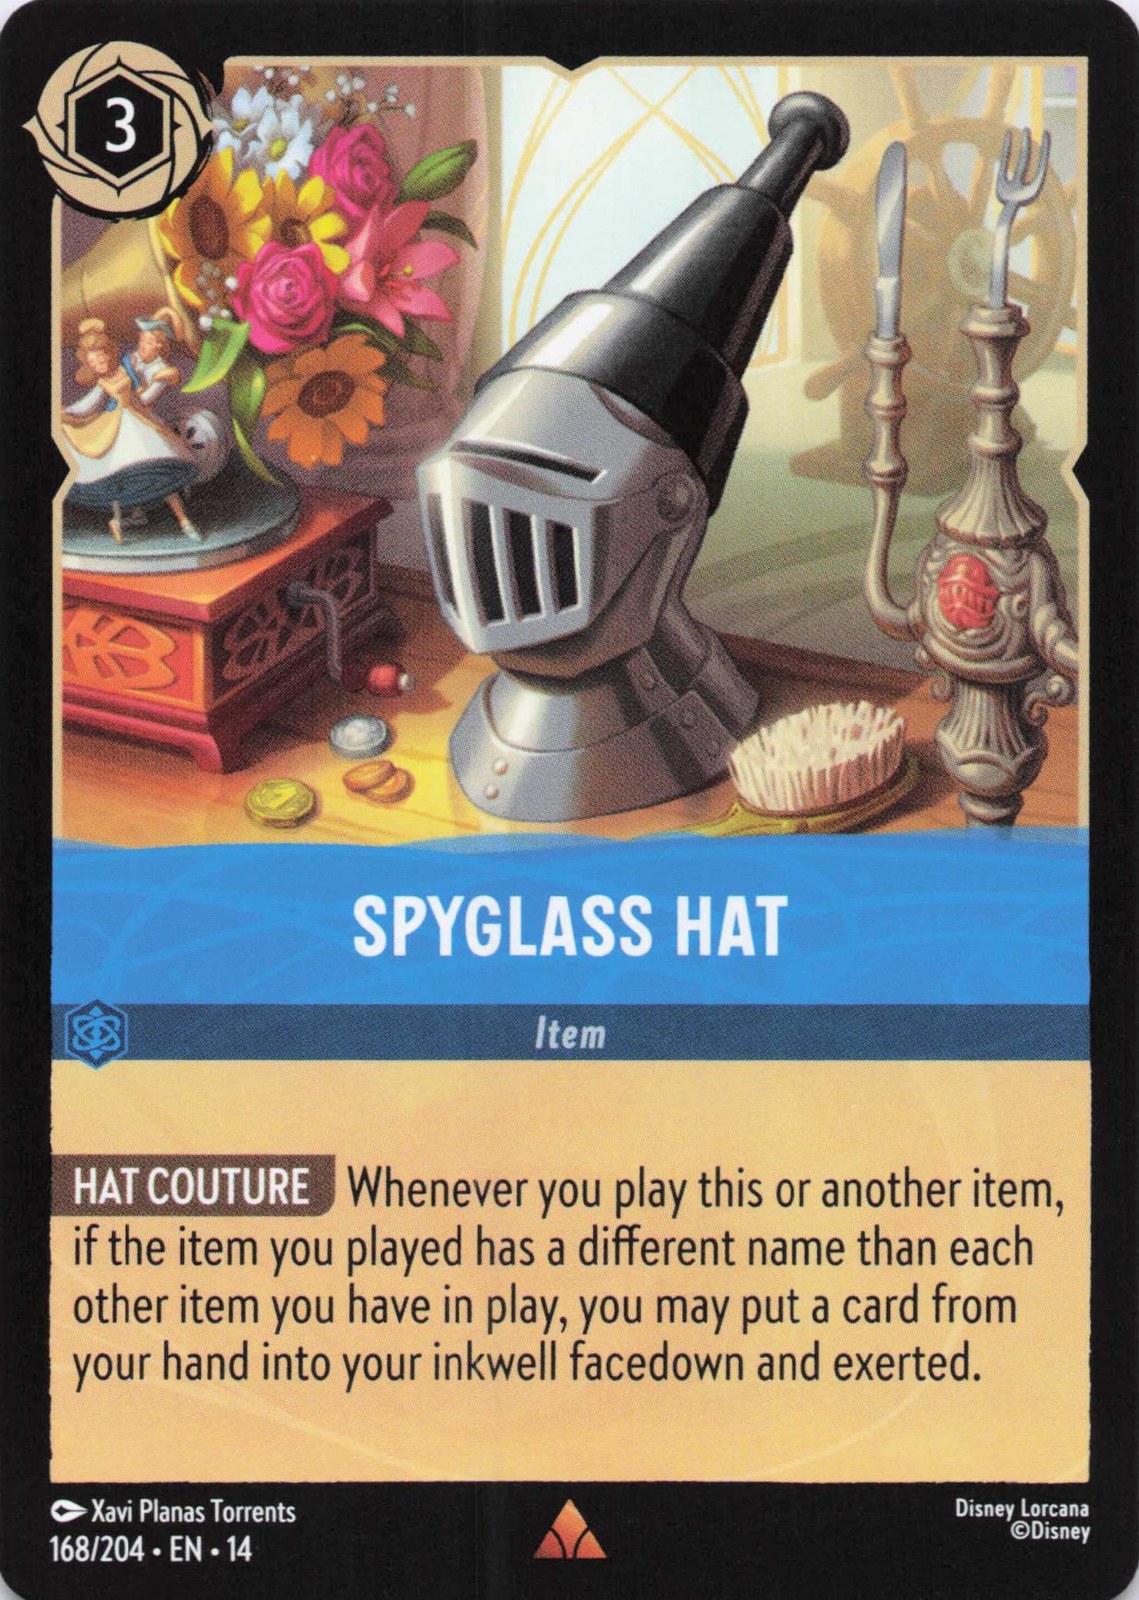 3
SPYGLASS HAT
Item
HAT COUTURE Whenever you play this or another item,
if the item you played has a different name than each
other item you have in play, you may put a card from
your hand into your inkwell facedown and exerted.
Xavi Planas Torrents
168/204 • EN • 14
Disney Lorcana
©Disney